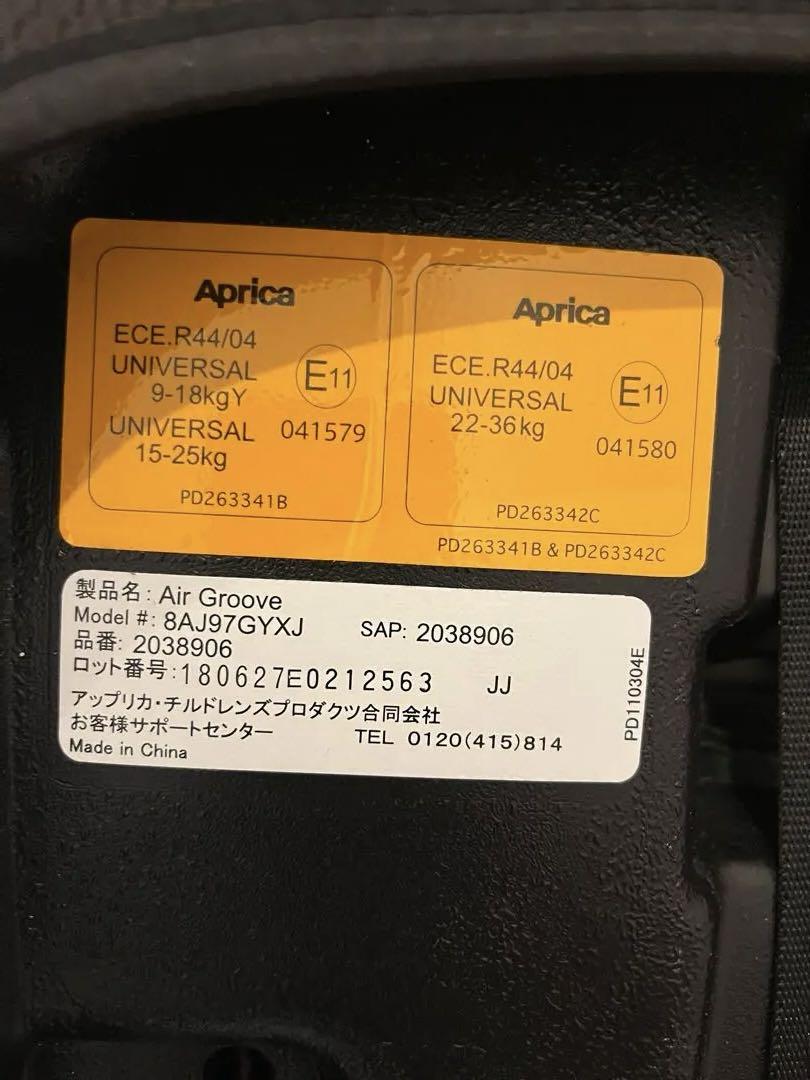 Aprica
ECE.R44/04
UNIVERSAL
9-18kgY
E11
UNIVERSAL
15-25kg
041579
PD263341B
Aprica
ECE.R44/04
UNIVERSAL
22-36kg
E11
041580
PD263342C
PD263341B & PD263342C
製品名: Air Groove
Model #: 8AJ97GYXJ SAP: 2038906
品番: 2038906
ロット番号:180627E0212563 JJ
アップリカ・チルドレンズプロダクツ合同会社
お客様サポートセンター TEL 0120(415)814
Made in China
PD110304E